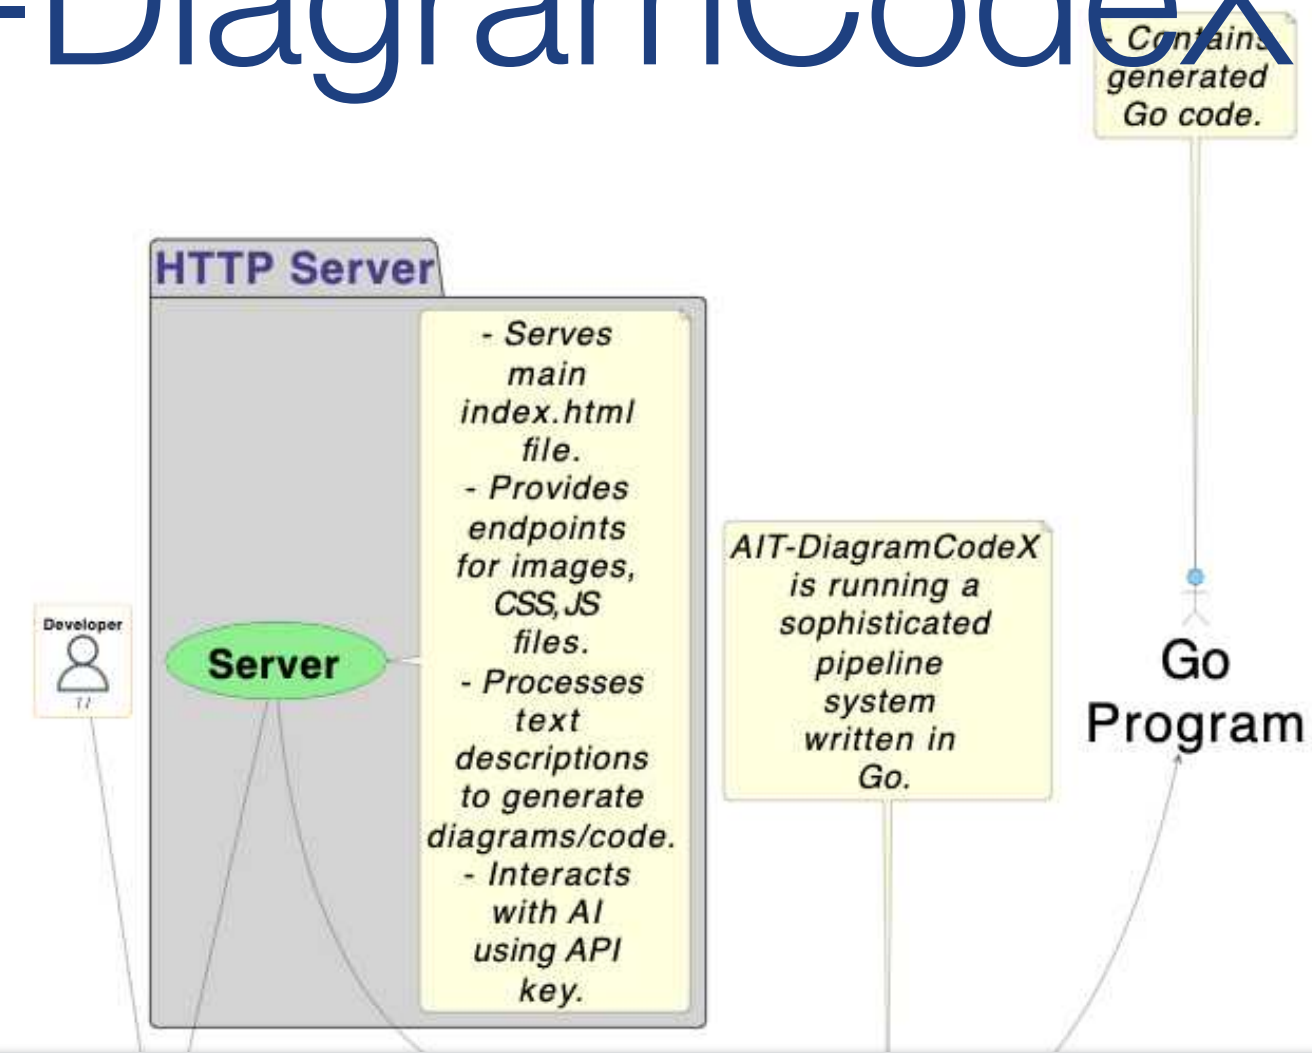 -DiagramCodeX
- Contains
generated
Go code.
HTTP Server
- Serves
main
index.html
file.
- Provides
endpoints
for images,
CSS,JS
files.
- Processes
text
descriptions
to generate
diagrams/code.
- Interacts
with AI
using API
key.
Server
Developer
AIT-DiagramCodeX
is running a
sophisticated
pipeline
system
written in
Go.
Go
Program